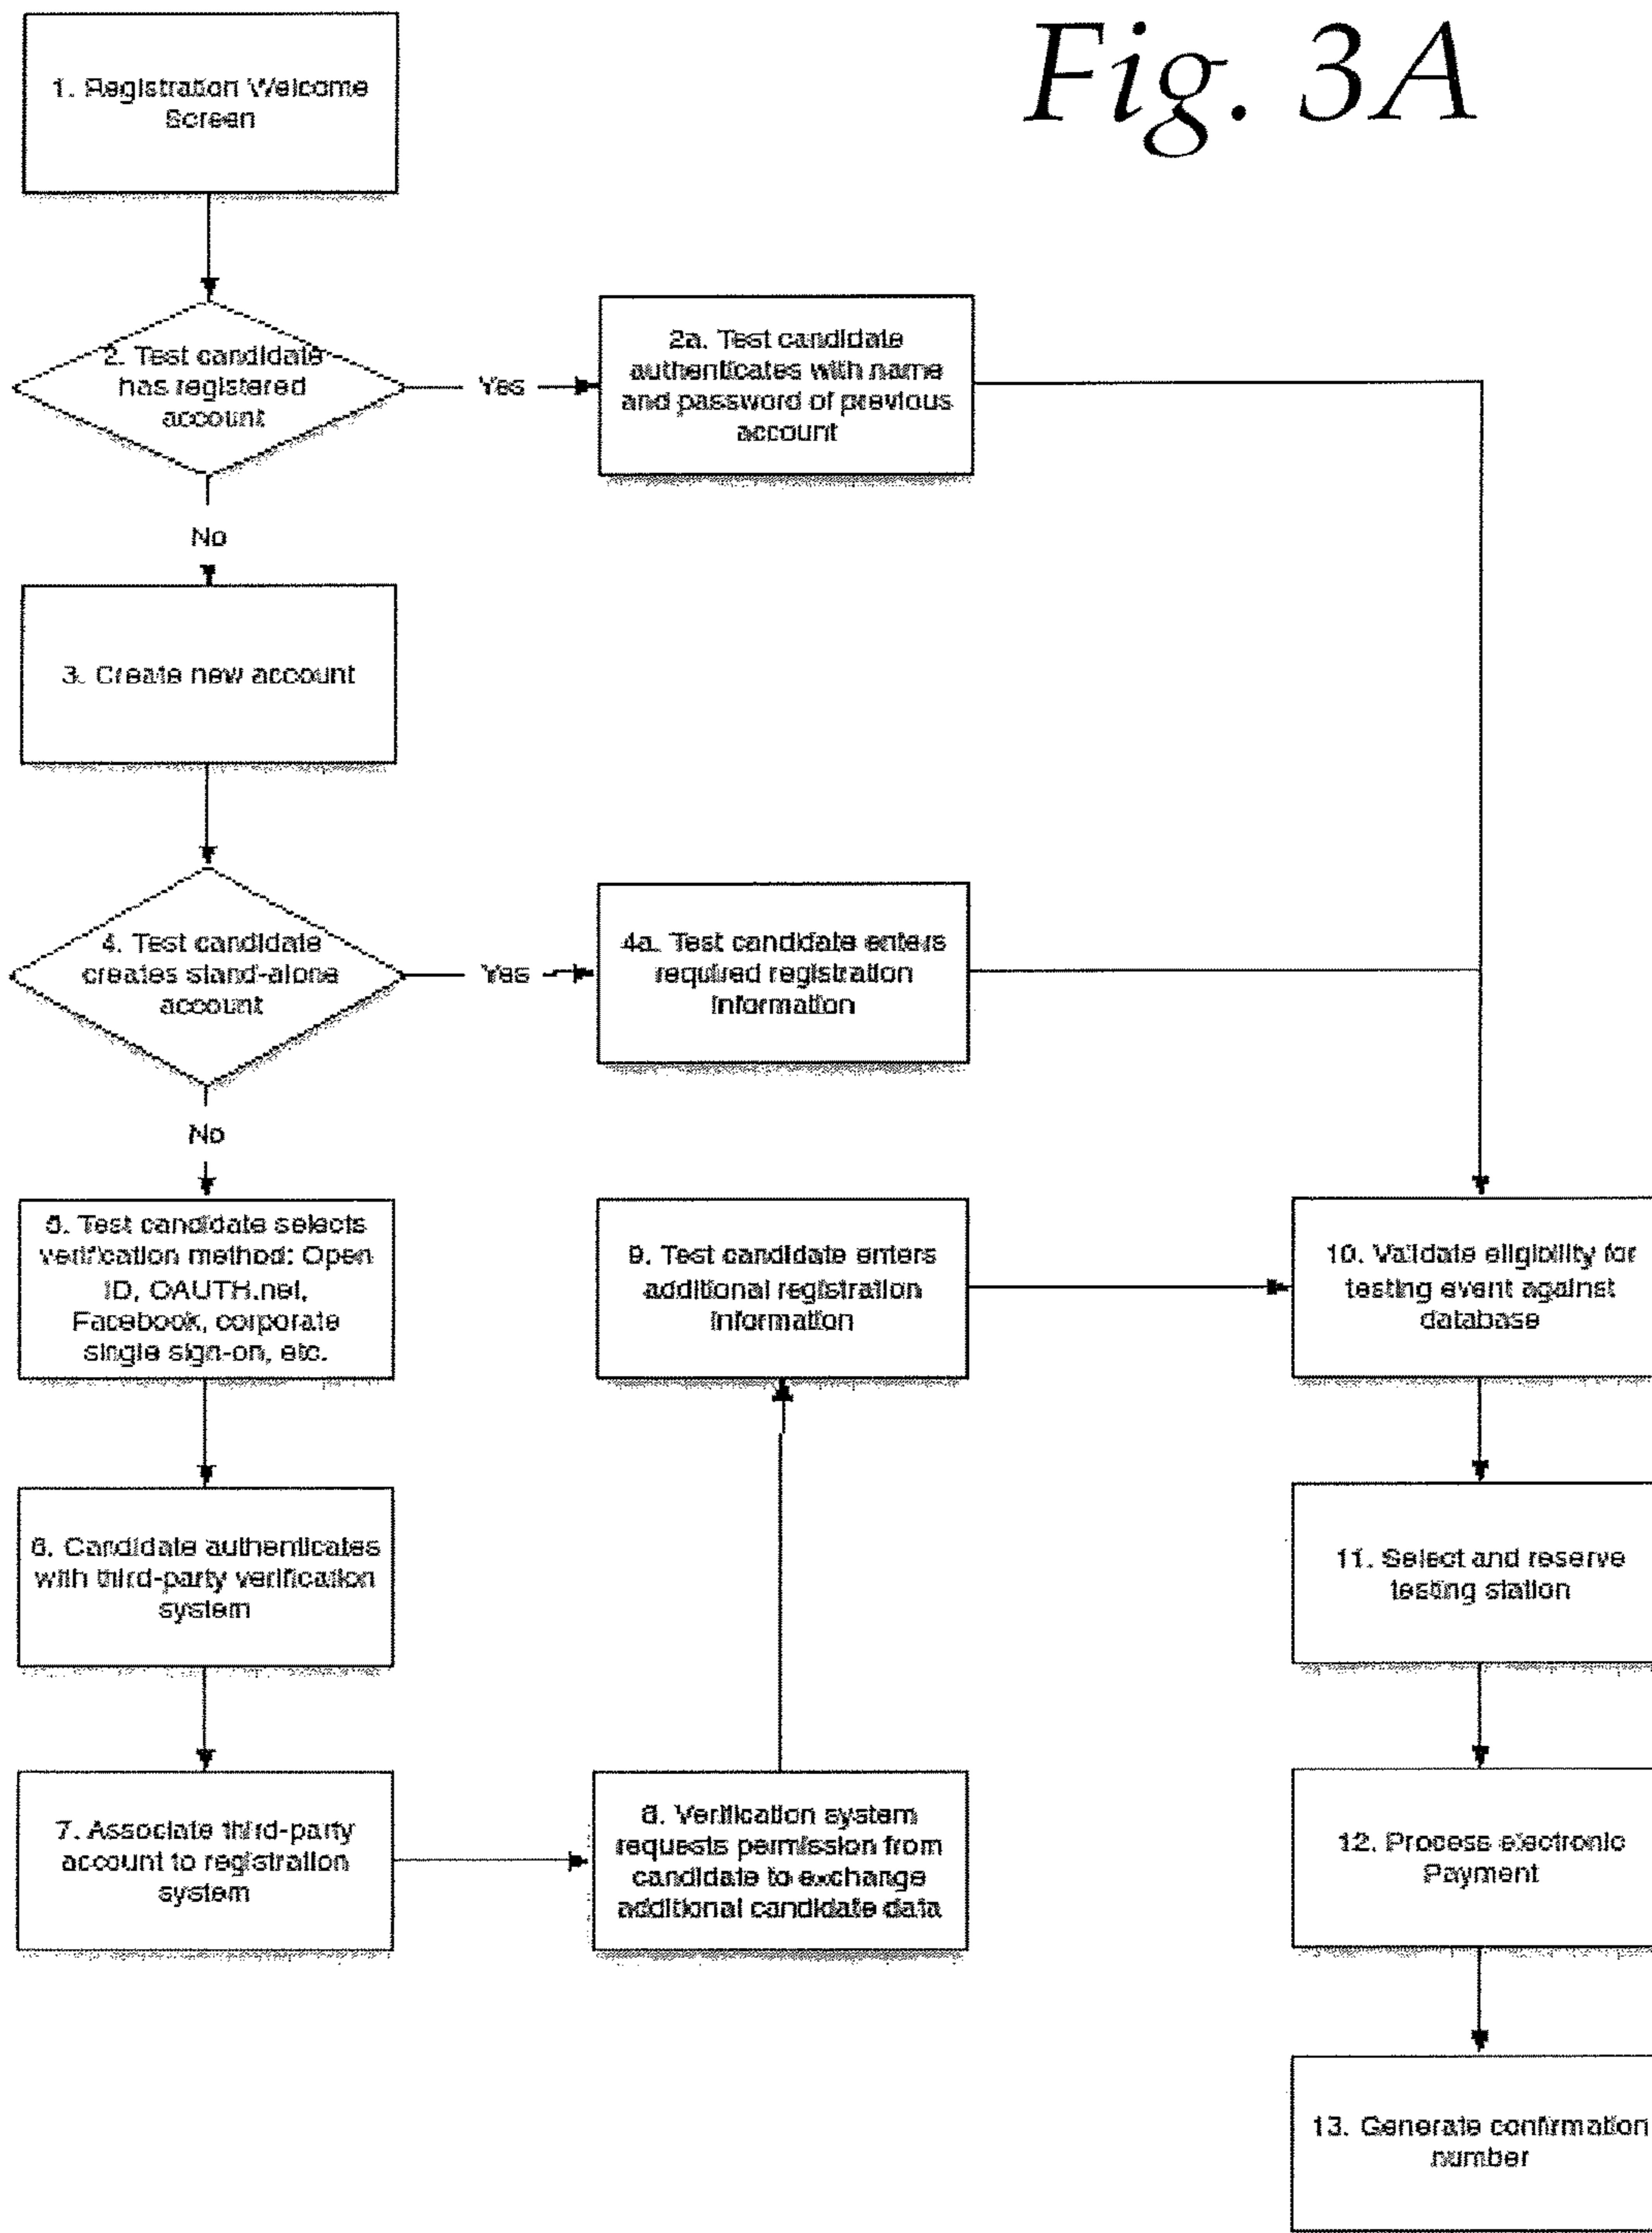 Fig. 3A
1. Registration Welcome
Screen
2. Test candidate
has registered
account
Yes
2a. Test candidate
authenticates with name
and password of previous
account
No
3. Create new account
4. Test candidate
creates stand-alone
account
Yes
4a. Test candidate enters
required registration
information
No
5. Test candidate selects
verification method: Open
ID, OAUTH.net,
Facebook, corporate
single sign-on, etc.
6. Candidate authenticates
with third-party verification
system
7. Associate third-party
account to registration
system
8. Verification system
requests permission from
candidate to exchange
additional candidate data
9. Test candidate enters
additional registration
information
10. Validate eligibility for
testing event against
database
11. Select and reserve
testing station
12. Process electronic
Payment
13. Generate confirmation
number